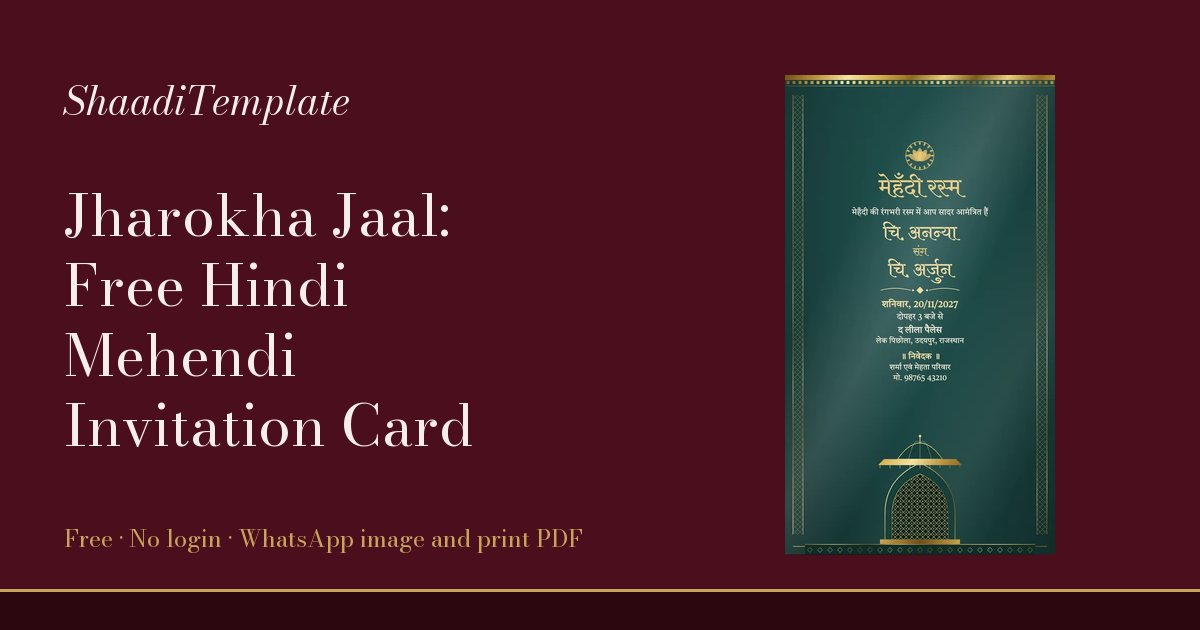 ShaadiTemplate
Jharokha Jaal:
Free Hindi
Mehendi
Invitation Card
Free · No login · WhatsApp image and print PDF
मेहँदी रस्म
मेहँदी की रंगभरी रस्म में आप सादर आमंत्रित हैं
चि. अनन्या
संग
चि. अर्जुन
शनिवार, 20/11/2027
दोपहर 3 बजे से
द लीला पैलेस
लेक पिछोला, उदयपुर, राजस्थान
॥ निवेदक ॥
शर्मा एवं मेहता परिवार
मो. 98765 43210